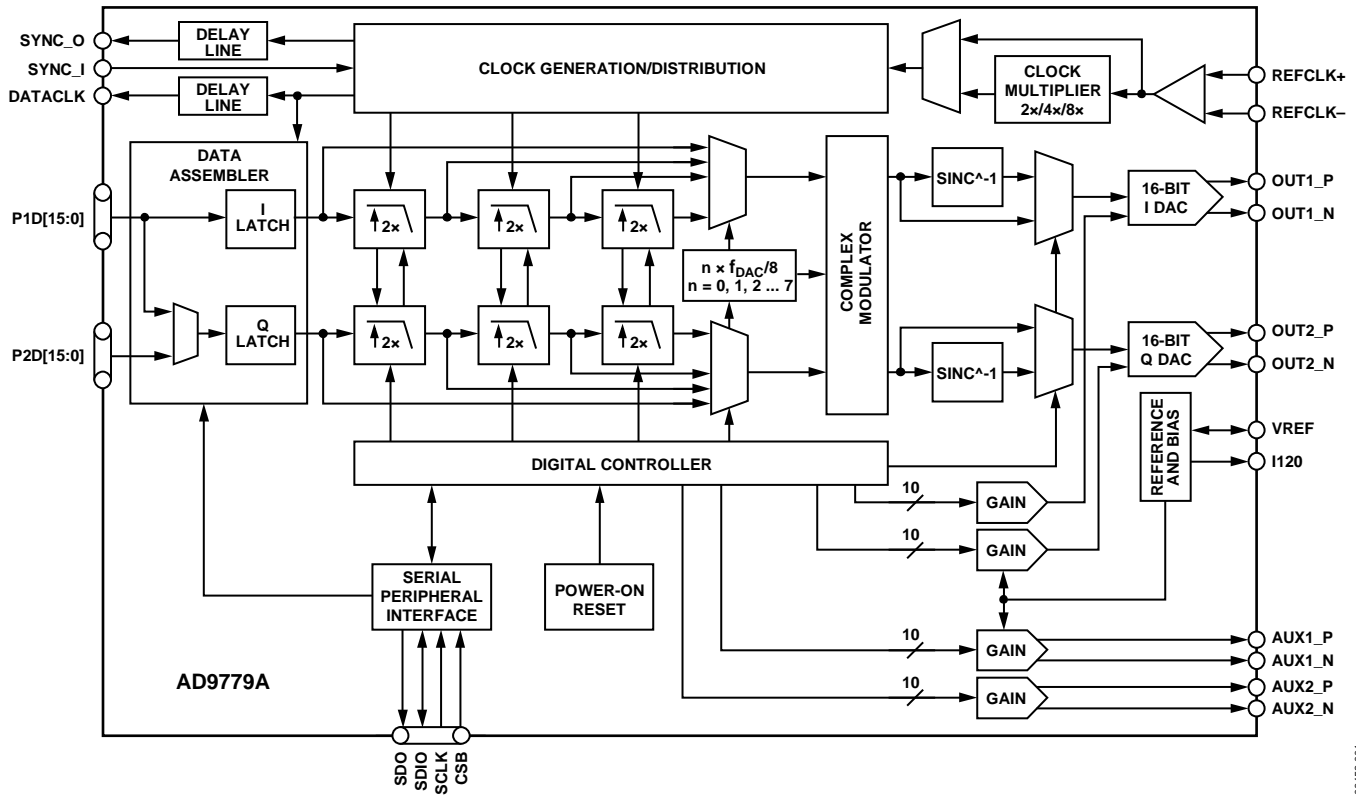 SYNC_O
SYNC_I
DATACLK
DELAY
LINE
DELAY
LINE
CLOCK GENERATION/DISTRIBUTION
CLOCK
MULTIPLIER
2×/4×/8×
REFCLK+
REFCLK–
DATA
ASSEMBLER
P1D[15:0]
I
LATCH
2×
2×
2×
n × fDAC/8
n = 0, 1, 2 ... 7
COMPLEX
MODULATOR
SINC^-1
16-BIT
I DAC
OUT1_P
OUT1_N
P2D[15:0]
Q
LATCH
2×
2×
2×
SINC^-1
16-BIT
Q DAC
OUT2_P
OUT2_N
REFERENCE
AND BIAS
VREF
I120
DIGITAL CONTROLLER
10
GAIN
10
GAIN
SERIAL
PERIPHERAL
INTERFACE
POWER-ON
RESET
10
GAIN
AUX1_P
AUX1_N
10
GAIN
AUX2_P
AUX2_N
AD9779A
SDO
SDIO
SCLK
CSB